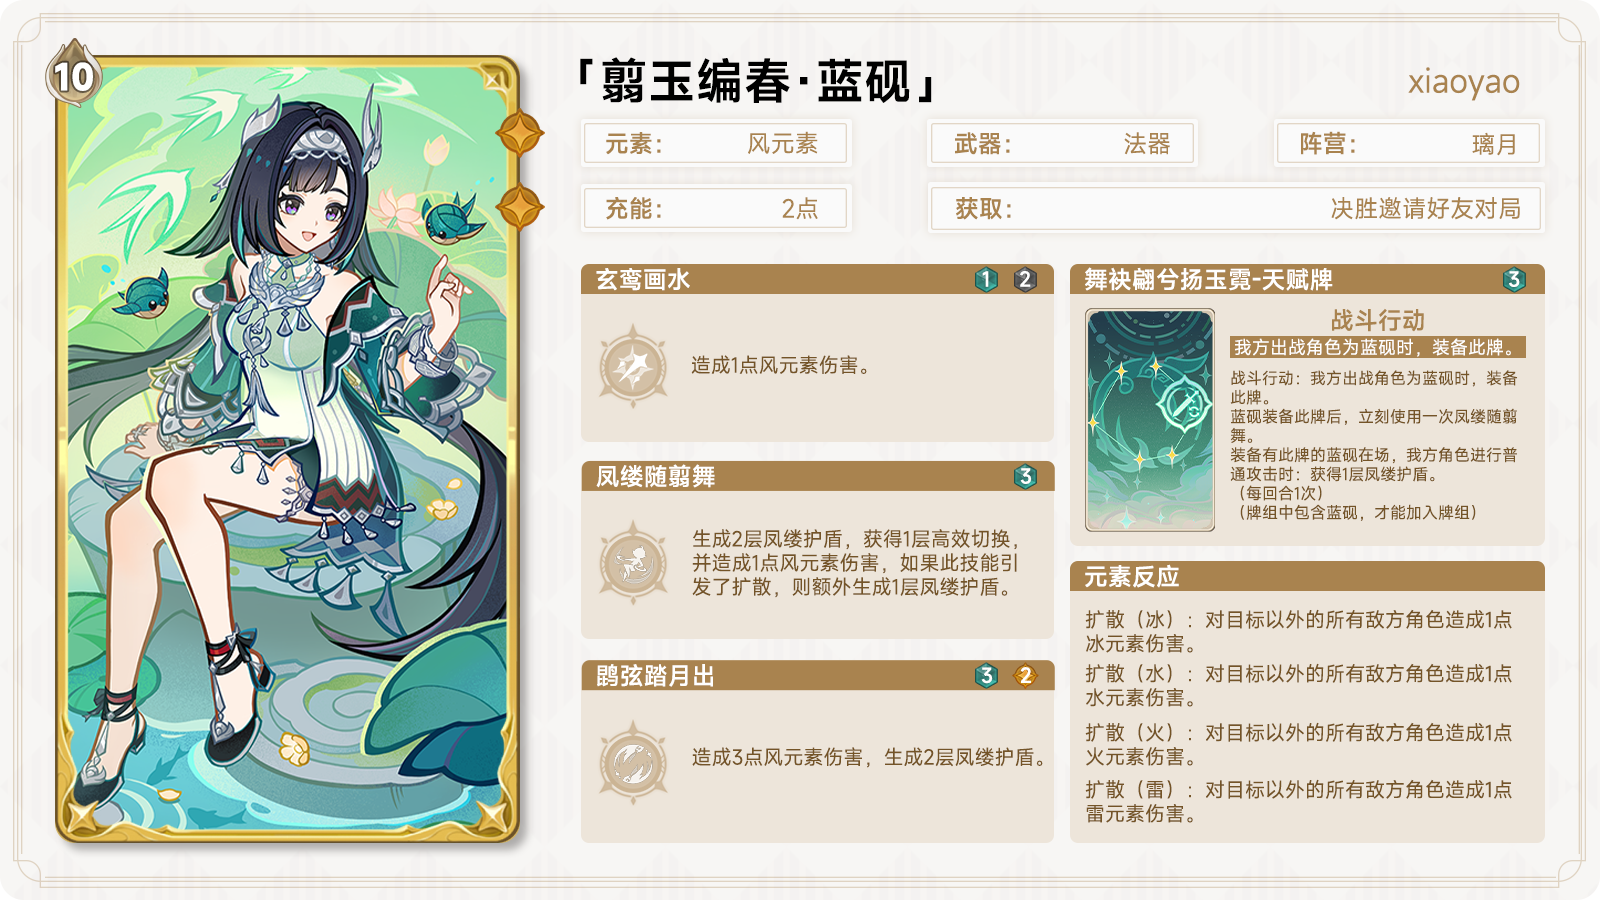 10
「翦玉编春·蓝砚」
xiaoyao
元素： 风元素
武器： 法器
阵营： 璃月
充能： 2点
获取： 决胜邀请好友对局
玄鸾画水 1 2
造成1点风元素伤害。
凤缕随翦舞 3
生成2层凤缕护盾，获得1层高效切换，
并造成1点风元素伤害，如果此技能引
发了扩散，则额外生成1层凤缕护盾。
鹍弦踏月出 3 2
造成3点风元素伤害，生成2层凤缕护盾。
舞袂翩兮扬玉霓-天赋牌 3
战斗行动
我方出战角色为蓝砚时，装备此牌。
战斗行动：我方出战角色为蓝砚时，装备
此牌。
蓝砚装备此牌后，立刻使用一次凤缕随翦
舞。
装备有此牌的蓝砚在场，我方角色进行普
通攻击时：获得1层凤缕护盾。
（每回合1次）
（牌组中包含蓝砚，才能加入牌组）
元素反应
扩散（冰）：对目标以外的所有敌方角色造成1点
冰元素伤害。
扩散（水）：对目标以外的所有敌方角色造成1点
水元素伤害。
扩散（火）：对目标以外的所有敌方角色造成1点
火元素伤害。
扩散（雷）：对目标以外的所有敌方角色造成1点
雷元素伤害。